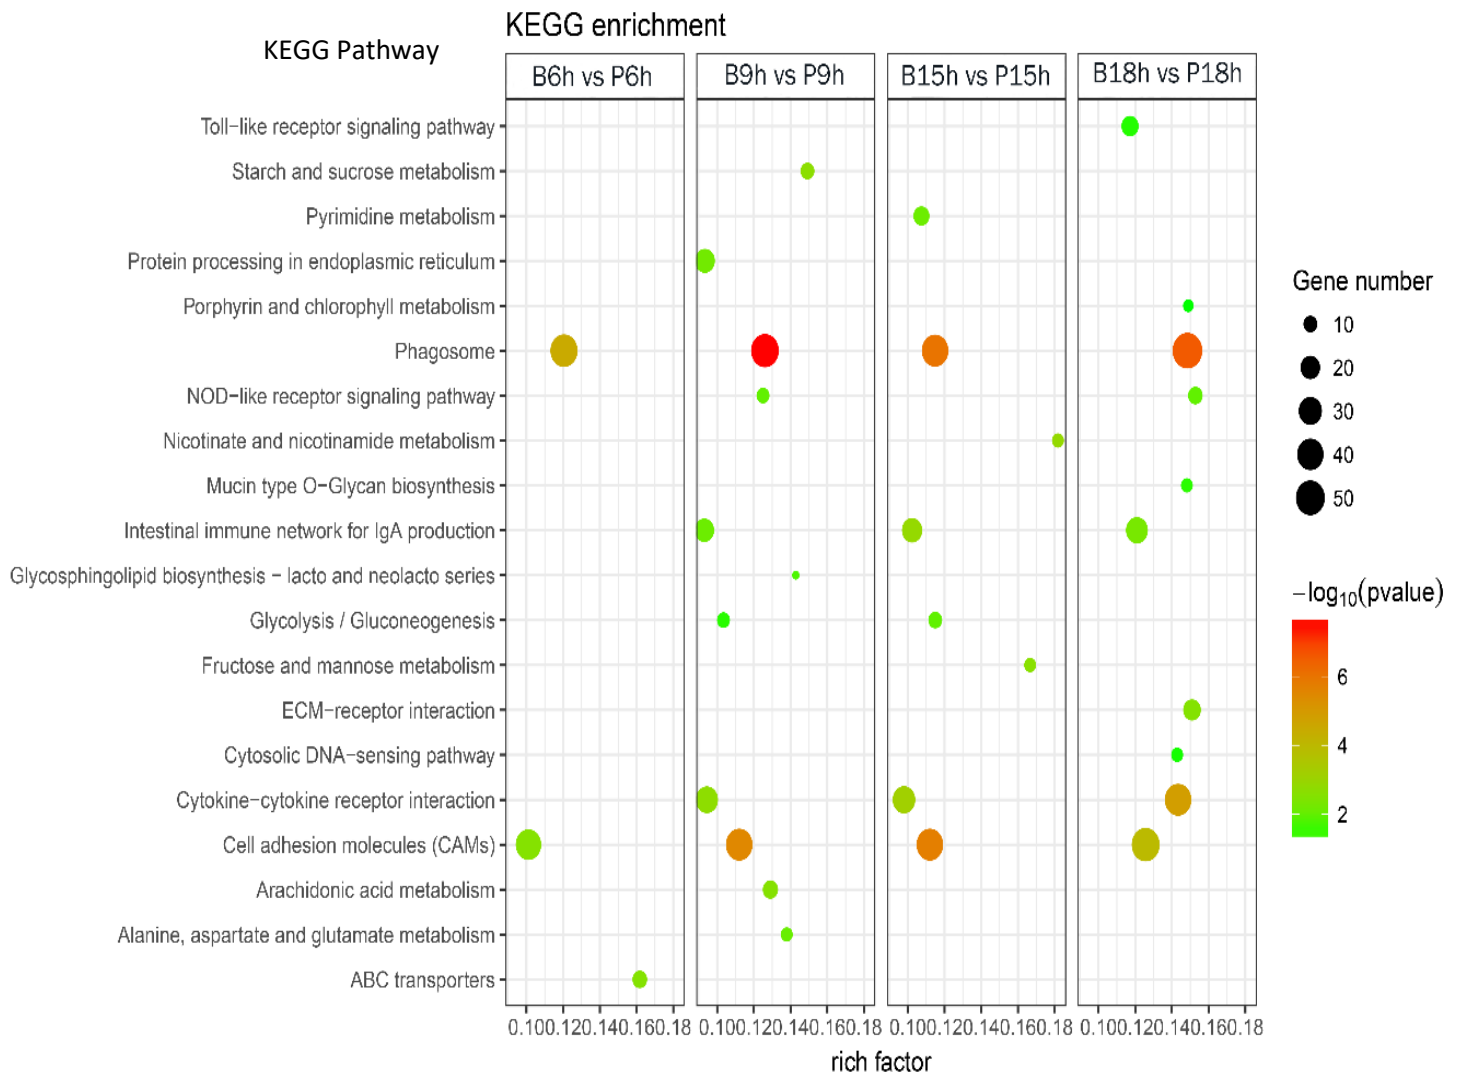 KEGG enrichment
KEGG Pathway
B6h vs P6h
B9h vs P9h
B15h vs P15h
B18h vs P18h
Toll−like receptor signaling pathway
Starch and sucrose metabolism
Pyrimidine metabolism
Protein processing in endoplasmic reticulum
Porphyrin and chlorophyll metabolism
Phagosome
NOD−like receptor signaling pathway
Nicotinate and nicotinamide metabolism
Mucin type O−Glycan biosynthesis
Intestinal immune network for IgA production
Glycosphingolipid biosynthesis − lacto and neolacto series
Glycolysis / Gluconeogenesis
Fructose and mannose metabolism
ECM−receptor interaction
Cytosolic DNA−sensing pathway
Cytokine−cytokine receptor interaction
Cell adhesion molecules (CAMs)
Arachidonic acid metabolism
Alanine, aspartate and glutamate metabolism
ABC transporters
0.100.120.140.160.18
0.100.120.140.160.18
0.100.120.140.160.18
0.100.120.140.160.18
rich factor
Gene number
10
20
30
40
50
−log10(pvalue)
6
4
2